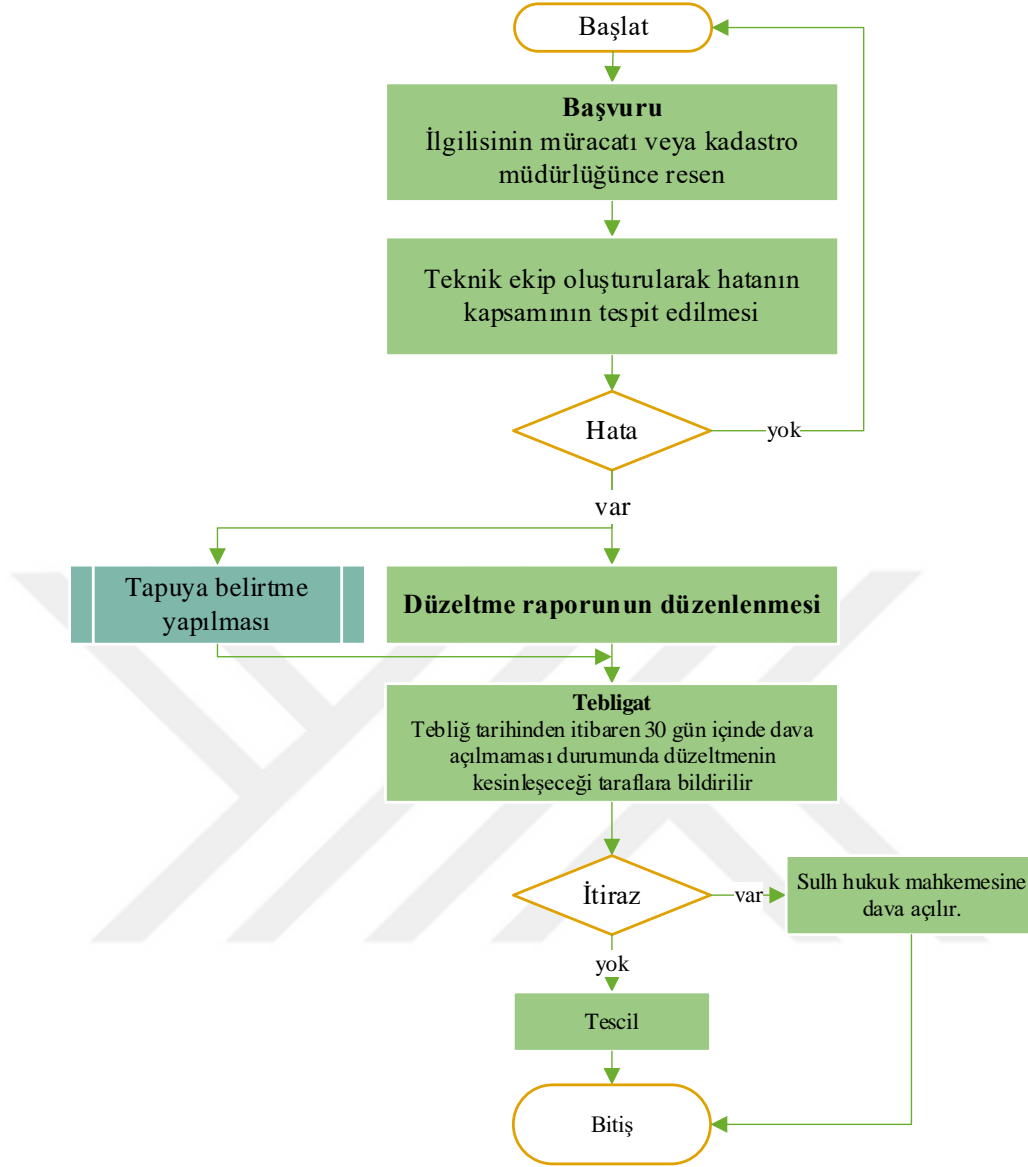 Başlat
Başvuru
İlgilisinin müracatı veya kadastro
müdürlüğünce resen
Teknik ekip oluşturularak hatanın
kapsamının tespit edilmesi
Hata
yok
var
Tapuya belirtme
yapılması
Düzeltme raporunun düzenlenmesi
Tebligat
Tebliğ tarihinden itibaren 30 gün içinde dava
açılmaması durumunda düzeltmenin
kesinleşeceği taraflara bildirilir
İtiraz
var
Sulh hukuk mahkemesine
dava açılır.
yok
Tescil
Bitiş